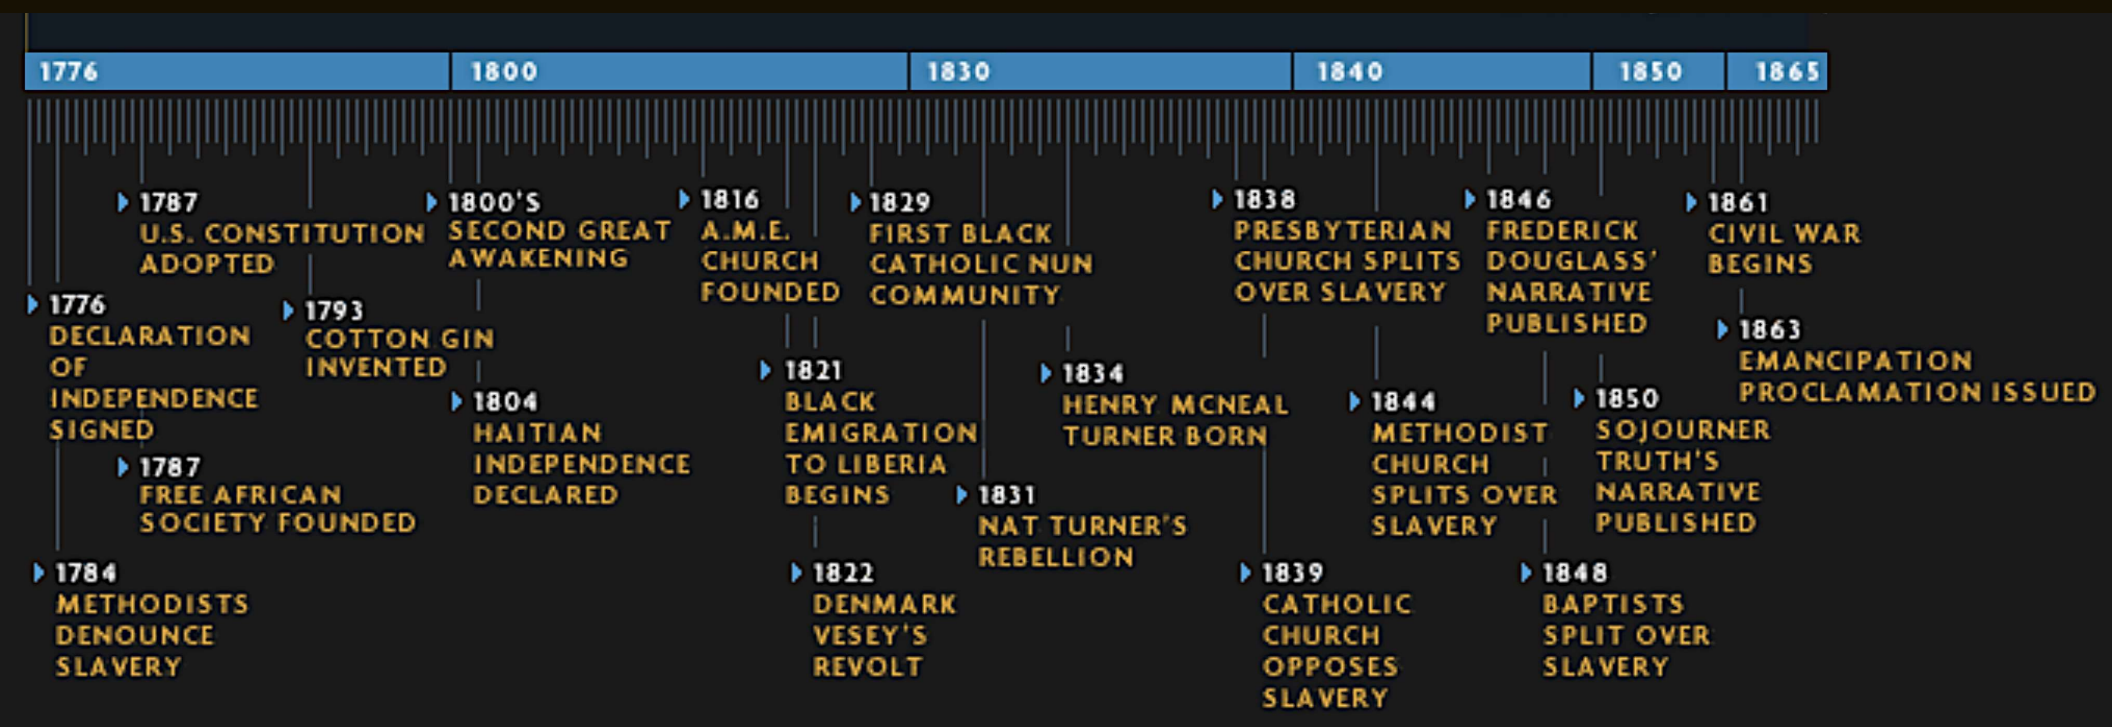 1776
1800
1830
1840
1850
1865
1787
U.S. CONSTITUTION
ADOPTED
1800'S
SECOND GREAT
AWAKENING
1816
A.M.E.
CHURCH
FOUNDED
1829
FIRST BLACK
CATHOLIC NUN
COMMUNITY
1838
PRESBYTERIAN
CHURCH SPLITS
OVER SLAVERY
1846
FREDERICK
DOUGLASS'
NARRATIVE
PUBLISHED
1861
CIVIL WAR
BEGINS
1776
DECLARATION
OF
INDEPENDENCE
SIGNED
1793
COTTON GIN
INVENTED
1863
EMANCIPATION
PROCLAMATION ISSUED
1804
HAITIAN
INDEPENDENCE
DECLARED
1821
BLACK
EMIGRATION
TO LIBERIA
BEGINS
1834
HENRY MCNEAL
TURNER BORN
1844
METHODIST
CHURCH
SPLITS OVER
SLAVERY
1850
SOJOURNER
TRUTH'S
NARRATIVE
PUBLISHED
1787
FREE AFRICAN
SOCIETY FOUNDED
1831
NAT TURNER'S
REBELLION
1784
METHODISTS
DENOUNCE
SLAVERY
1822
DENMARK
VESEY'S
REVOLT
1839
CATHOLIC
CHURCH
OPPOSES
SLAVERY
1848
BAPTISTS
SPLIT OVER
SLAVERY